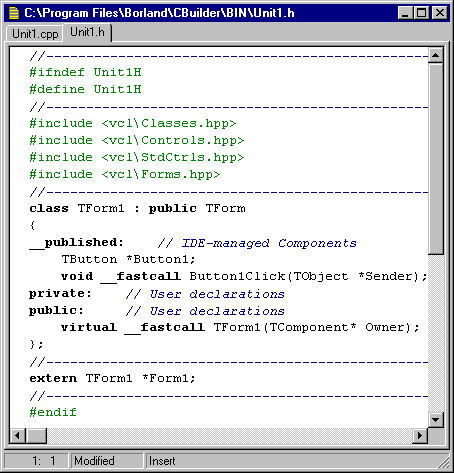 C:\Program Files\Borland\CBuilder\BIN\Unit1.h
Unit1.cpp Unit1.h
//-------------------------------------------------
#ifndef Unit1H
#define Unit1H
//-------------------------------------------------
#include <vcl\Classes.hpp>
#include <vcl\Controls.hpp>
#include <vcl\StdCtrls.hpp>
#include <vcl\Forms.hpp>
//-------------------------------------------------
class TForm1 : public TForm
{
__published:    // IDE-managed Components
    TButton *Button1;
    void __fastcall Button1Click(TObject *Sender);
private:    // User declarations
public:     // User declarations
    virtual __fastcall TForm1(TComponent* Owner);
};
//-------------------------------------------------
extern TForm1 *Form1;
//-------------------------------------------------
#endif
1: 1 Modified Insert